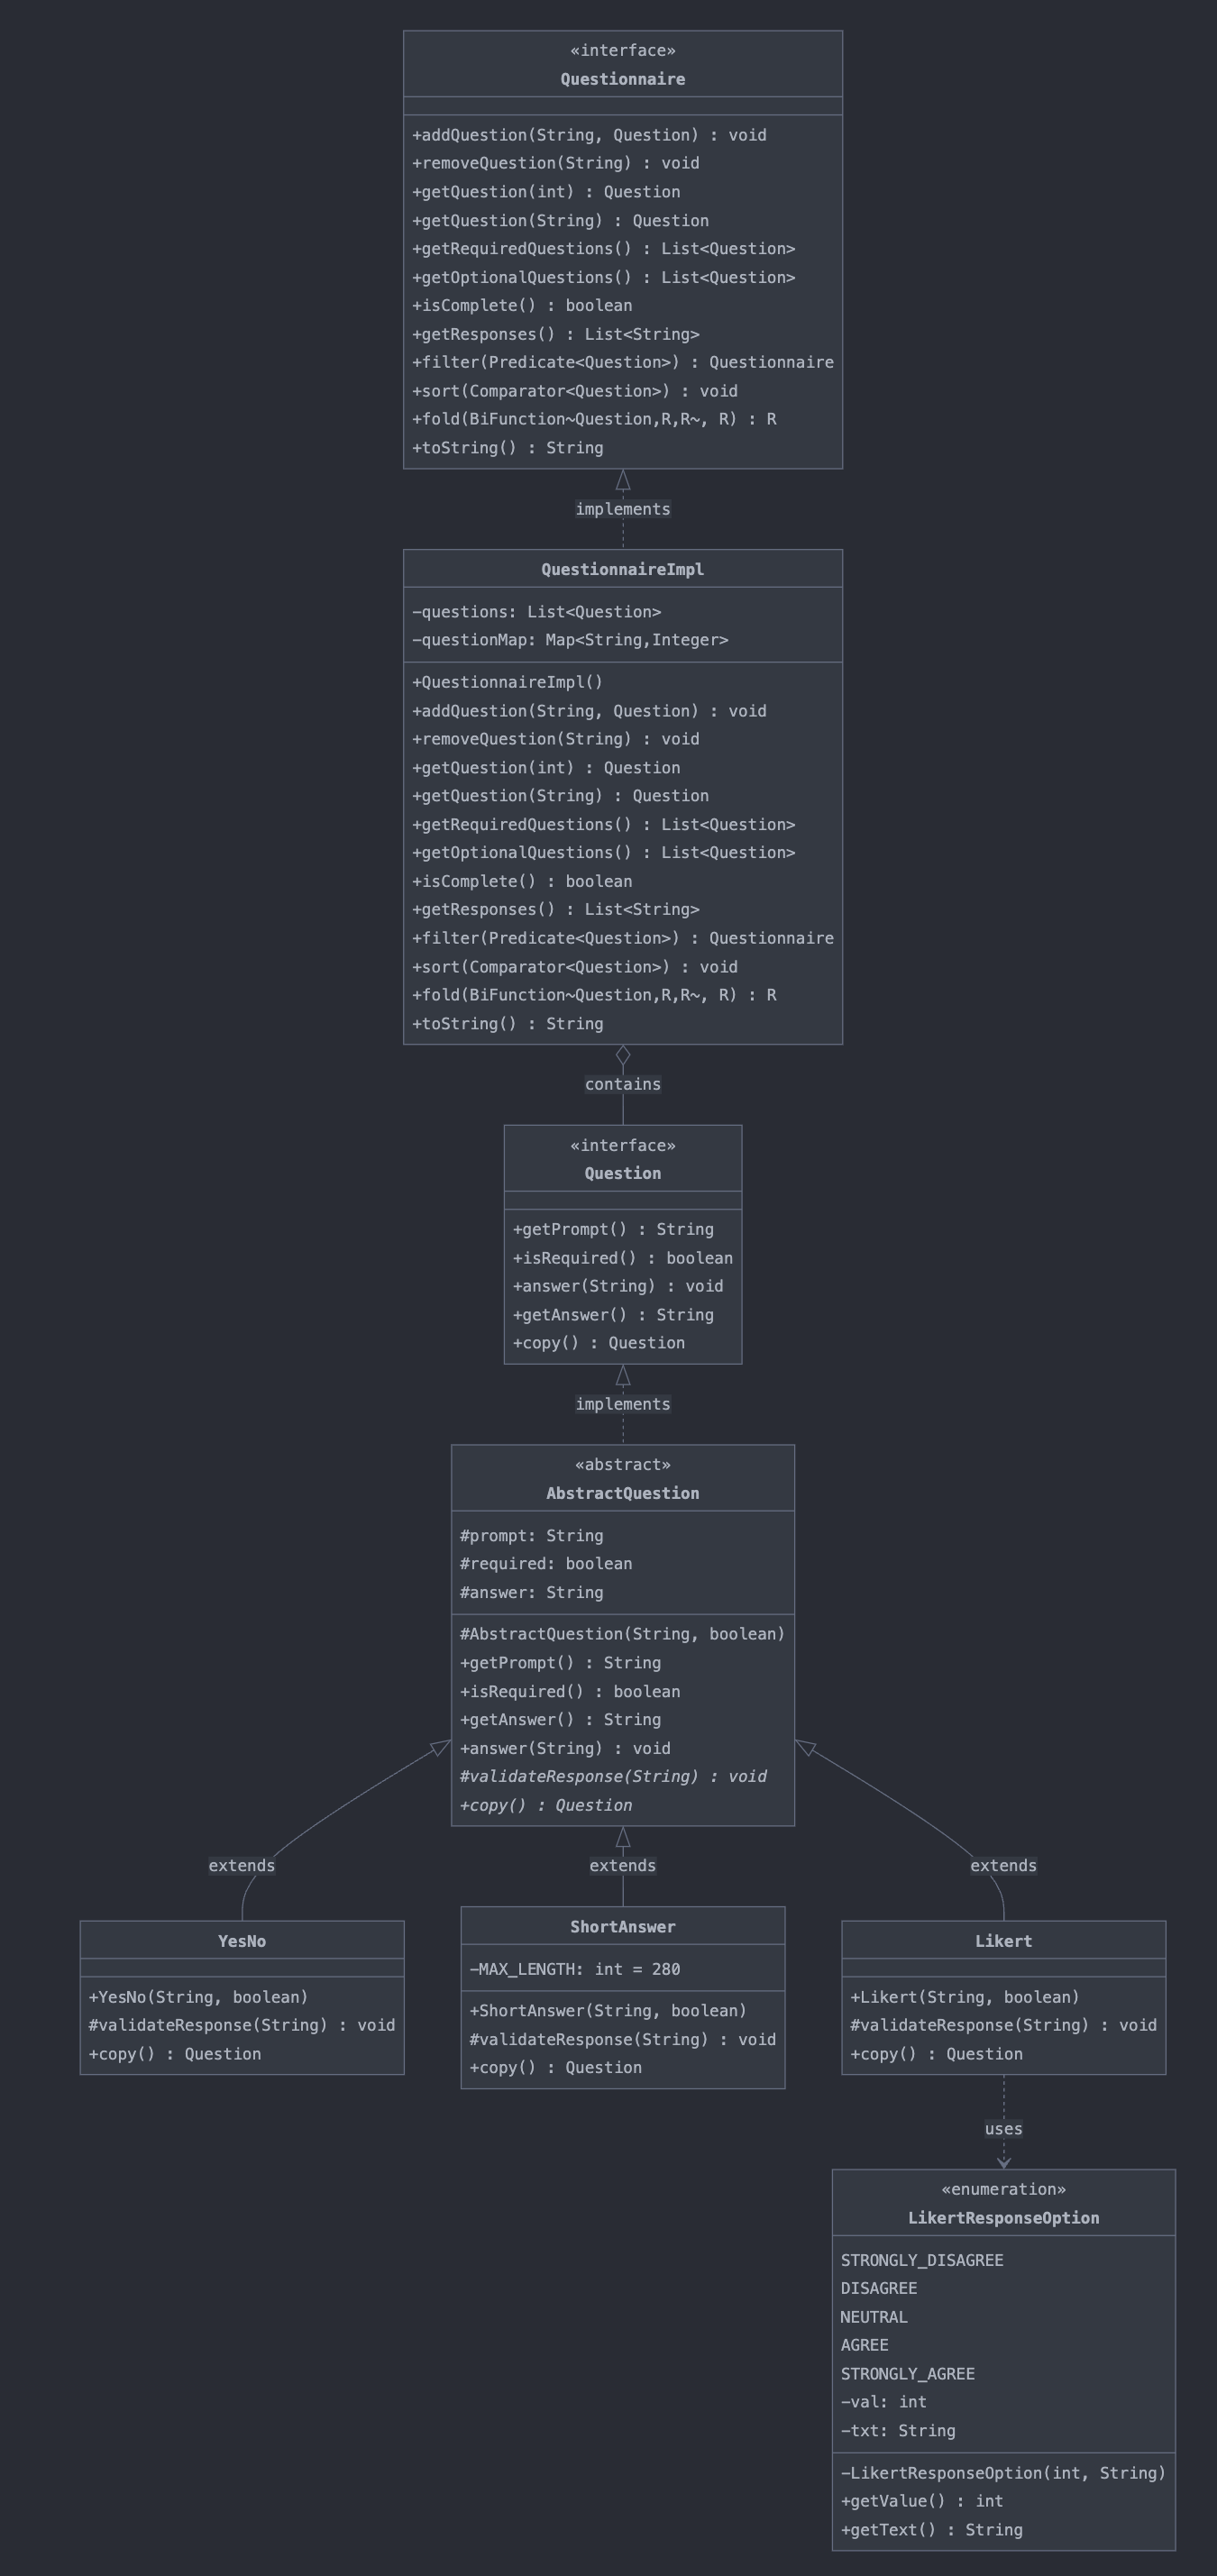 «interface»
Questionnaire
+addQuestion(String, Question) : void
+removeQuestion(String) : void
+getQuestion(int) : Question
+getQuestion(String) : Question
+getRequiredQuestions() : List<Question>
+getOptionalQuestions() : List<Question>
+isComplete() : boolean
+getResponses() : List<String>
+filter(Predicate<Question>) : Questionnaire
+sort(Comparator<Question>) : void
+fold(BiFunction~Question,R,R~, R) : R
+toString() : String
implements
QuestionnaireImpl
-questions: List<Question>
-questionMap: Map<String,Integer>
+QuestionnaireImpl()
+addQuestion(String, Question) : void
+removeQuestion(String) : void
+getQuestion(int) : Question
+getQuestion(String) : Question
+getRequiredQuestions() : List<Question>
+getOptionalQuestions() : List<Question>
+isComplete() : boolean
+getResponses() : List<String>
+filter(Predicate<Question>) : Questionnaire
+sort(Comparator<Question>) : void
+fold(BiFunction~Question,R,R~, R) : R
+toString() : String
contains
«interface»
Question
+getPrompt() : String
+isRequired() : boolean
+answer(String) : void
+getAnswer() : String
+copy() : Question
implements
«abstract»
AbstractQuestion
#prompt: String
#required: boolean
#answer: String
#AbstractQuestion(String, boolean)
+getPrompt() : String
+isRequired() : boolean
+getAnswer() : String
+answer(String) : void
#validateResponse(String) : void
+copy() : Question
extends
extends
extends
YesNo
+YesNo(String, boolean)
#validateResponse(String) : void
+copy() : Question
ShortAnswer
-MAX_LENGTH: int = 280
+ShortAnswer(String, boolean)
#validateResponse(String) : void
+copy() : Question
Likert
+Likert(String, boolean)
#validateResponse(String) : void
+copy() : Question
uses
«enumeration»
LikertResponseOption
STRONGLY_DISAGREE
DISAGREE
NEUTRAL
AGREE
STRONGLY_AGREE
-val: int
-txt: String
-LikertResponseOption(int, String)
+getValue() : int
+getText() : String